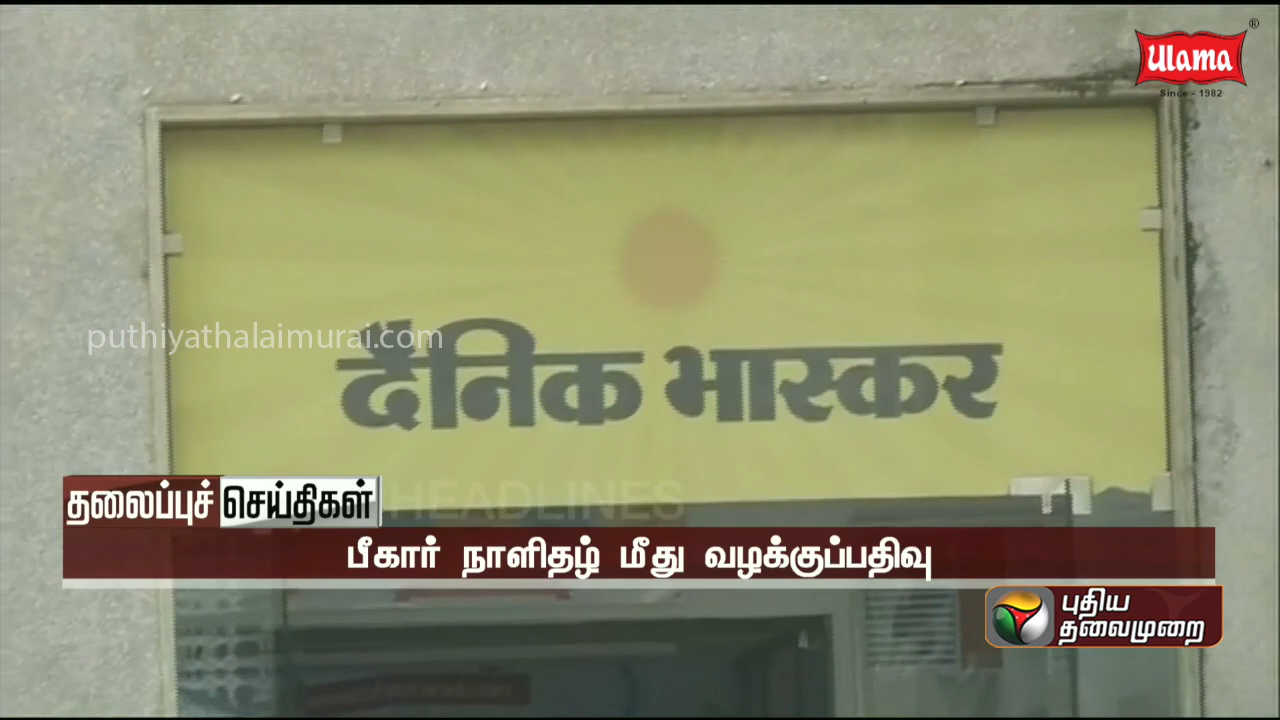 Ulama ®
Since - 1982
puthiyathalaimurai.com
दैनिक भास्कर
தலைப்புச் செய்திகள்
HEADLINES
பீகார் நாளிதழ் மீது வழக்குப்பதிவு
புதிய
தலைமுறை